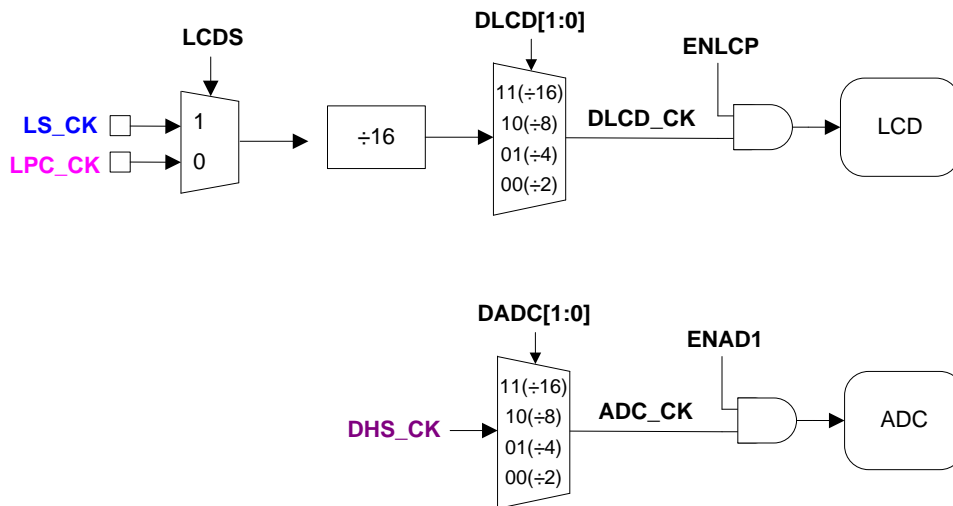 DLCD[1:0]
LCDS
ENLCP
LS_CK
1
LPC_CK
0
÷16
11(÷16)
10(÷8)
01(÷4)
00(÷2)
DLCD_CK
LCD
DADC[1:0]
ENAD1
DHS_CK
11(÷16)
10(÷8)
01(÷4)
00(÷2)
ADC_CK
ADC